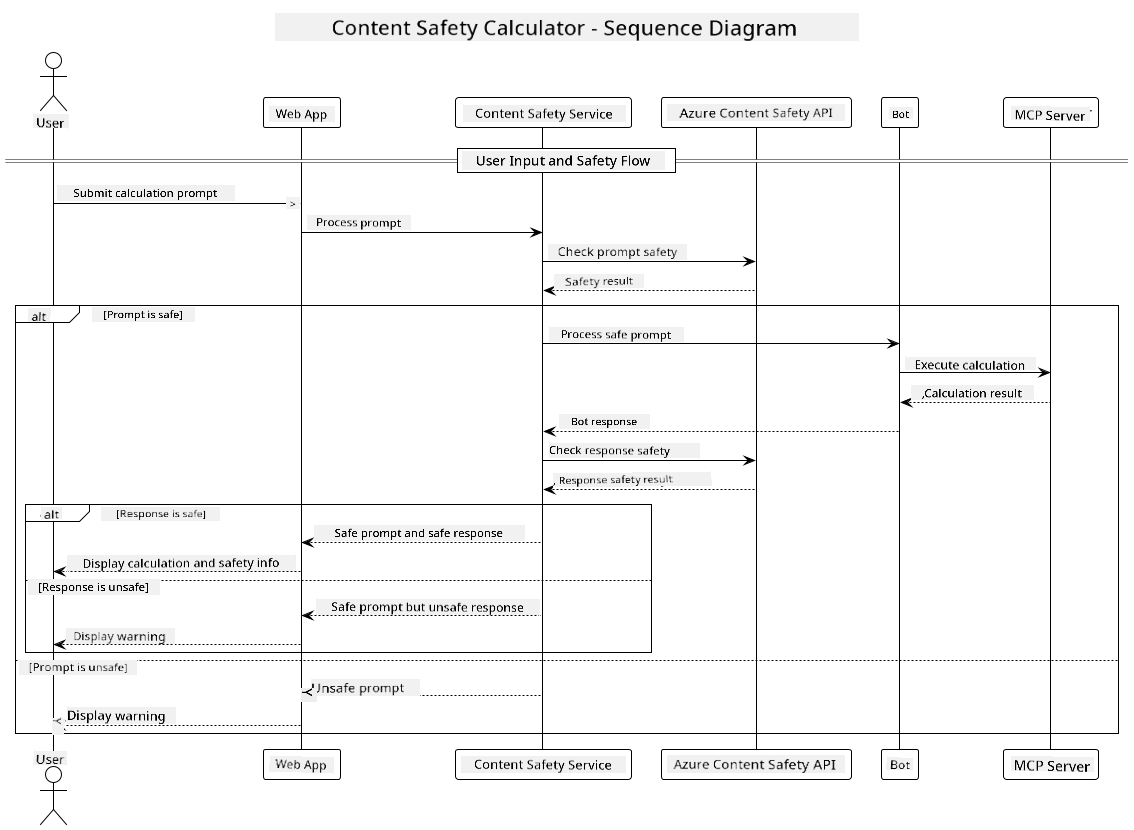 Content Safety Calculator - Sequence Diagram
User
Web App
Content Safety Service
Azure Content Safety API
Bot
MCP Server
User Input and Safety Flow
Submit calculation prompt
Process prompt
Check prompt safety
Safety result
alt
[Prompt is safe]
Process safe prompt
Execute calculation
Calculation result
Bot response
Check response safety
Response safety result
alt
[Response is safe]
Safe prompt and safe response
Display calculation and safety info
[Response is unsafe]
Safe prompt but unsafe response
Display warning
[Prompt is unsafe]
Unsafe prompt
Display warning
User
Web App
Content Safety Service
Azure Content Safety API
Bot
MCP Server